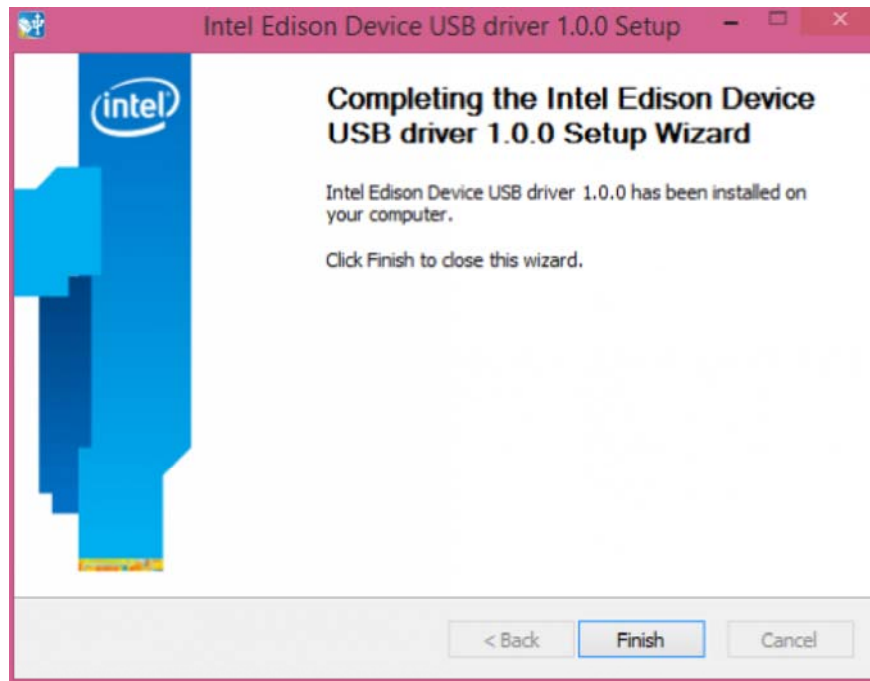 Intel Edison Device USB driver 1.0.0 Setup
intel
Completing the Intel Edison Device
USB driver 1.0.0 Setup Wizard
Intel Edison Device USB driver 1.0.0 has been installed on
your computer.
Click Finish to close this wizard.
< Back Finish Cancel